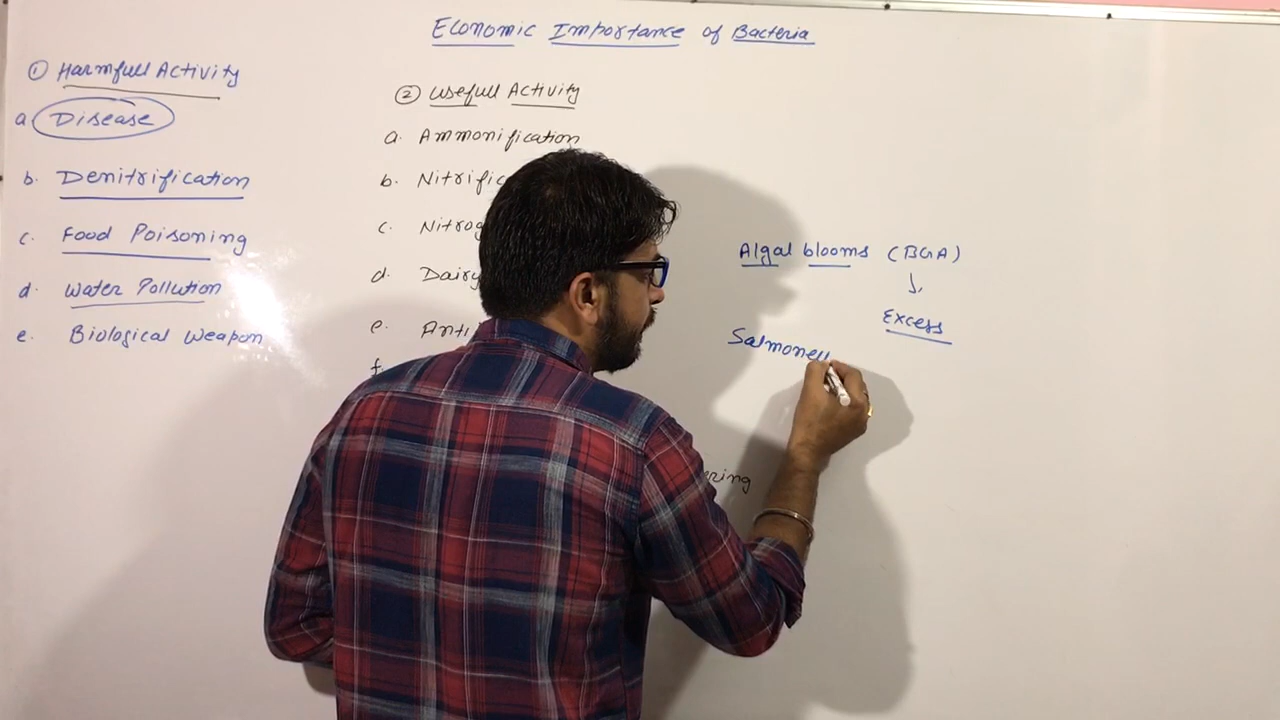 Economic Importance of Bacteria
① Harmfull Activity
a Disease
b. Denitrification
c. Food Poisoning
d. Water Pollution
e. Biological Weapon
② Usefull Activity
a. Ammonification
b. Nitrific
c. Nitrog
d. Dairy
e. Anti
f.
ering
Algal blooms (BGA)
Excess
Salmonell